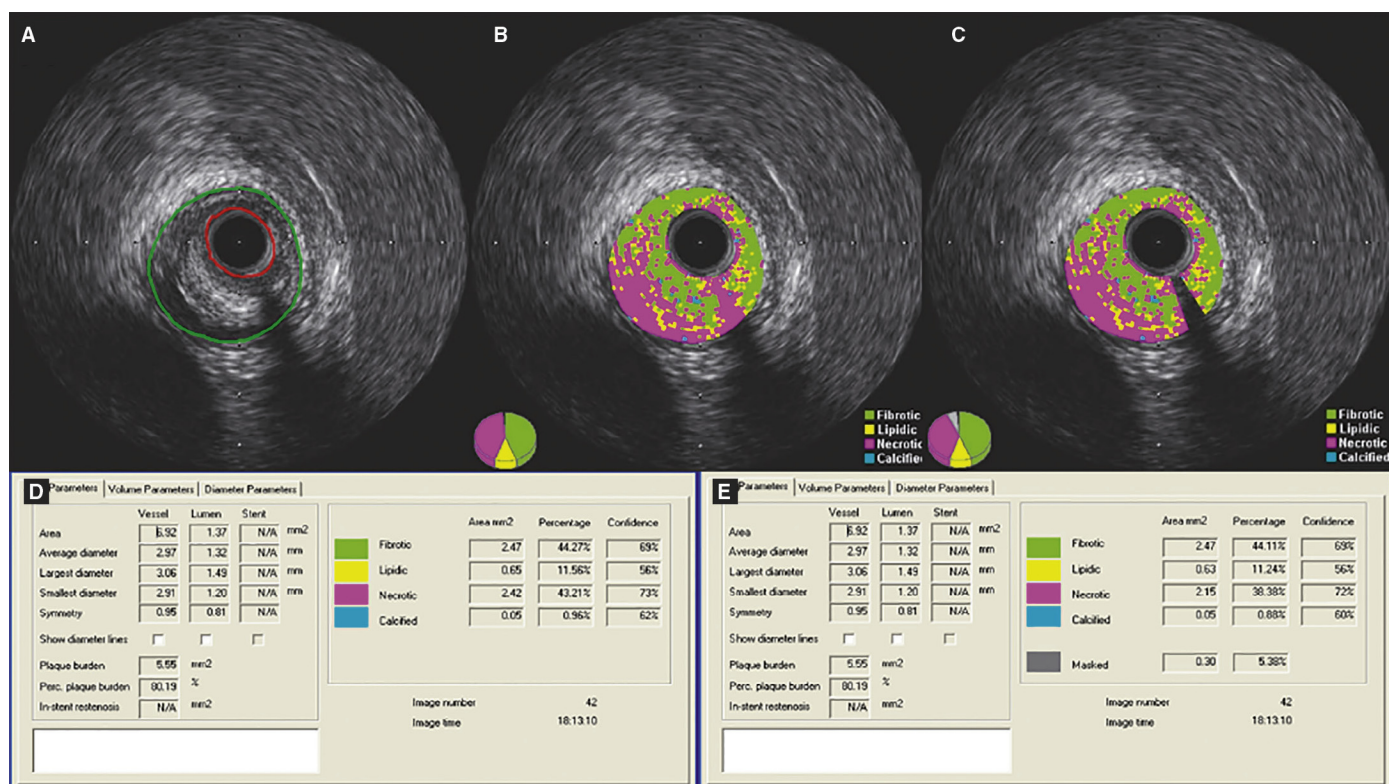 A
B
C
Fibrotic
Lipidic
Necrotic
Calcified
Fibrotic
Lipidic
Necrotic
Calcified
D Parameters Volume Parameters Diameter Parameters
Vessel Lumen Stent
Area 6.92 1.37 N/A mm2
Average diameter 2.97 1.32 N/A mm
Largest diameter 3.06 1.49 N/A mm
Smallest diameter 2.91 1.20 N/A mm
Symmetry 0.95 0.81 N/A
Show diameter lines
Plaque burden 5.55 mm2
Perc. plaque burden 80.19 %
In-stent restenosis N/A mm2
Area mm2 Percentage Confidence
Fibrotic 2.47 44.27% 69%
Lipidic 0.65 11.56% 56%
Necrotic 2.42 43.21% 73%
Calcified 0.05 0.96% 62%
Image number 42
Image time 18:13.10
E Parameters Volume Parameters Diameter Parameters
Vessel Lumen Stent
Area 6.92 1.37 N/A mm2
Average diameter 2.97 1.32 N/A mm
Largest diameter 3.06 1.49 N/A mm
Smallest diameter 2.91 1.20 N/A mm
Symmetry 0.95 0.81 N/A
Show diameter lines
Plaque burden 5.55 mm2
Perc. plaque burden 80.19 %
In-stent restenosis N/A mm2
Area mm2 Percentage Confidence
Fibrotic 2.47 44.11% 69%
Lipidic 0.63 11.24% 56%
Necrotic 2.15 38.38% 72%
Calcified 0.05 0.88% 60%
Masked 0.30 5.38%
Image number 42
Image time 18:13.10